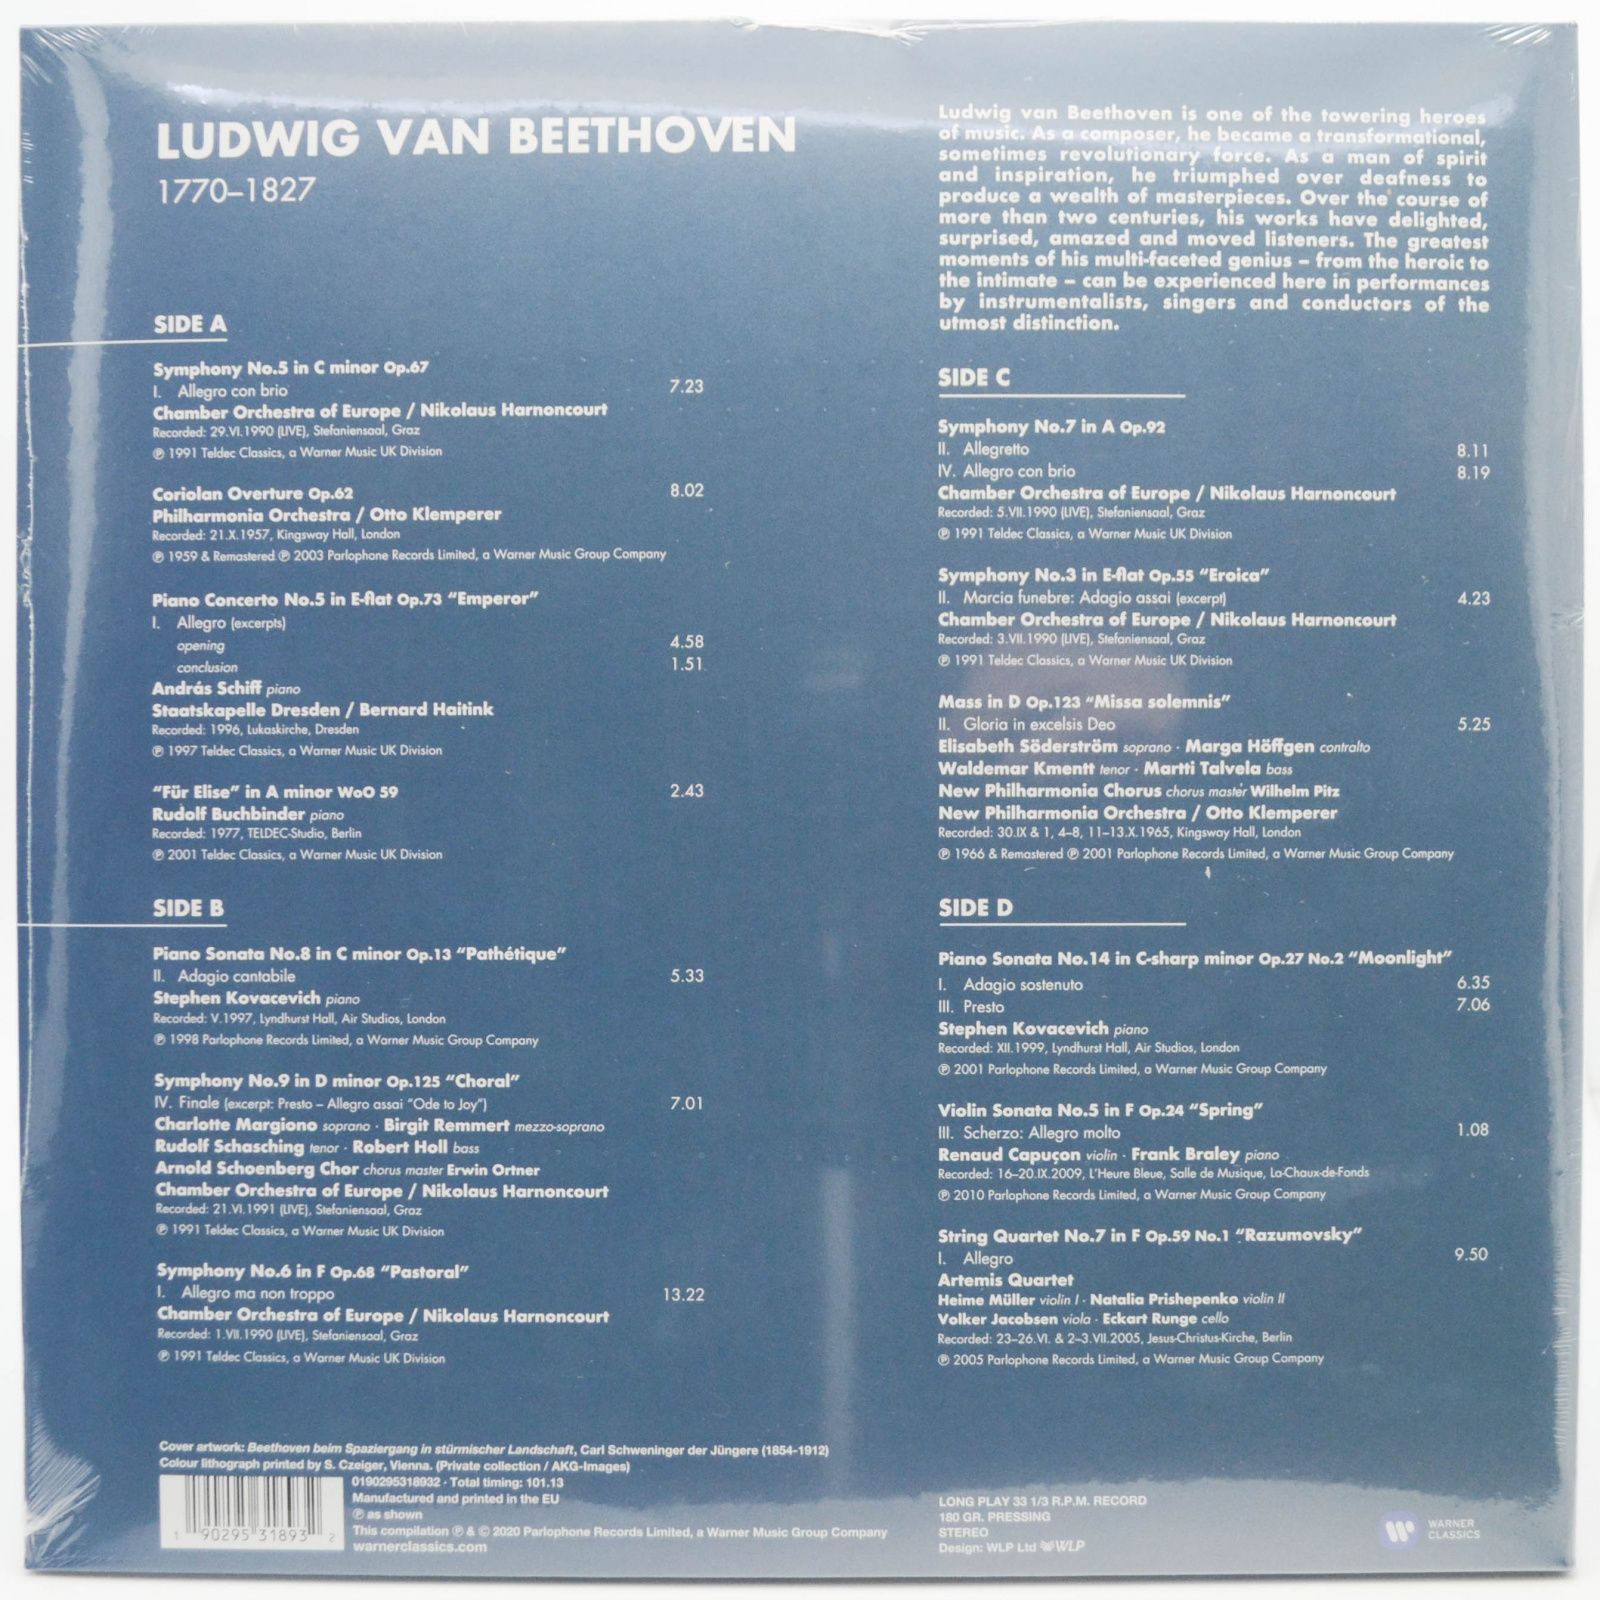 LUDWIG VAN BEETHOVEN
1770–1827
SIDE A
Symphony No.5 in C minor Op.67
I. Allegro con brio 7.23
Chamber Orchestra of Europe / Nikolaus Harnoncourt
Recorded: 29.VI.1990 (LIVE), Stefaniensaal, Graz
℗ 1991 Teldec Classics, a Warner Music UK Division
Coriolan Overture Op.62 8.02
Philharmonia Orchestra / Otto Klemperer
Recorded: 21.X.1957, Kingsway Hall, London
℗ 1959 & Remastered ℗ 2003 Parlophone Records Limited, a Warner Music Group Company
Piano Concerto No.5 in E-flat Op.73 “Emperor”
I. Allegro (excerpts)
opening 4.58
conclusion 1.51
András Schiff piano
Staatskapelle Dresden / Bernard Haitink
Recorded: 1996, Lukaskirche, Dresden
℗ 1997 Teldec Classics, a Warner Music UK Division
“Für Elise” in A minor WoO 59 2.43
Rudolf Buchbinder piano
Recorded: 1977, TELDEC-Studio, Berlin
℗ 2001 Teldec Classics, a Warner Music UK Division
SIDE B
Piano Sonata No.8 in C minor Op.13 “Pathétique”
II. Adagio cantabile 5.33
Stephen Kovacevich piano
Recorded: V.1997, Lyndhurst Hall, Air Studios, London
℗ 1998 Parlophone Records Limited, a Warner Music Group Company
Symphony No.9 in D minor Op.125 “Choral”
IV. Finale (excerpt: Presto – Allegro assai “Ode to Joy”) 7.01
Charlotte Margiono soprano · Birgit Remmert mezzo-soprano
Rudolf Schasching tenor · Robert Holl bass
Arnold Schoenberg Chor chorus master Erwin Ortner
Chamber Orchestra of Europe / Nikolaus Harnoncourt
Recorded: 21.VI.1991 (LIVE), Stefaniensaal, Graz
℗ 1991 Teldec Classics, a Warner Music UK Division
Symphony No.6 in F Op.68 “Pastoral”
I. Allegro ma non troppo 13.22
Chamber Orchestra of Europe / Nikolaus Harnoncourt
Recorded: 1.VII.1990 (LIVE), Stefaniensaal, Graz
℗ 1991 Teldec Classics, a Warner Music UK Division
Ludwig van Beethoven is one of the towering heroes
of music. As a composer, he became a transformational,
sometimes revolutionary force. As a man of spirit
and inspiration, he triumphed over deafness to
produce a wealth of masterpieces. Over the course of
more than two centuries, his works have delighted,
surprised, amazed and moved listeners. The greatest
moments of his multi-faceted genius – from the heroic to
the intimate – can be experienced here in performances
by instrumentalists, singers and conductors of the
utmost distinction.
SIDE C
Symphony No.7 in A Op.92
II. Allegretto 8.11
IV. Allegro con brio 8.19
Chamber Orchestra of Europe / Nikolaus Harnoncourt
Recorded: 5.VII.1990 (LIVE), Stefaniensaal, Graz
℗ 1991 Teldec Classics, a Warner Music UK Division
Symphony No.3 in E-flat Op.55 “Eroica”
II. Marcia funebre: Adagio assai (excerpt) 4.23
Chamber Orchestra of Europe / Nikolaus Harnoncourt
Recorded: 3.VII.1990 (LIVE), Stefaniensaal, Graz
℗ 1991 Teldec Classics, a Warner Music UK Division
Mass in D Op.123 “Missa solemnis”
II. Gloria in excelsis Deo 5.25
Elisabeth Söderström soprano · Marga Höffgen contralto
Waldemar Kmentt tenor · Martti Talvela bass
New Philharmonia Chorus chorus master Wilhelm Pitz
New Philharmonia Orchestra / Otto Klemperer
Recorded: 30.IX & 1, 4–8, 11–13.X.1965, Kingsway Hall, London
℗ 1966 & Remastered ℗ 2001 Parlophone Records Limited, a Warner Music Group Company
SIDE D
Piano Sonata No.14 in C-sharp minor Op.27 No.2 “Moonlight”
I. Adagio sostenuto 6.35
III. Presto 7.06
Stephen Kovacevich piano
Recorded: XII.1999, Lyndhurst Hall, Air Studios, London
℗ 2001 Parlophone Records Limited, a Warner Music Group Company
Violin Sonata No.5 in F Op.24 “Spring”
III. Scherzo: Allegro molto 1.08
Renaud Capuçon violin · Frank Braley piano
Recorded: 16–20.IX.2009, L’Heure Bleue, Salle de Musique, La-Chaux-de-Fonds
℗ 2010 Parlophone Records Limited, a Warner Music Group Company
String Quartet No.7 in F Op.59 No.1 “Razumovsky”
I. Allegro 9.50
Artemis Quartet
Heime Müller violin I · Natalia Prishepenko violin II
Volker Jacobsen viola · Eckart Runge cello
Recorded: 23–26.VI. & 2–3.VII.2005, Jesus-Christus-Kirche, Berlin
℗ 2005 Parlophone Records Limited, a Warner Music Group Company
Cover artwork: Beethoven beim Spaziergang in stürmischer Landschaft, Carl Schweninger der Jüngere (1854-1912)
Colour lithograph printed by S. Czeiger, Vienna. (Private collection / AKG-Images)
1 90295 31893 2
0190295318932 · Total timing: 101.13
Manufactured and printed in the EU
℗ as shown
This compilation ℗ & © 2020 Parlophone Records Limited, a Warner Music Group Company
warnerclassics.com
LONG PLAY 33 1/3 R.P.M. RECORD
180 GR. PRESSING
STEREO
Design: WLP Ltd WLP
WARNER
CLASSICS